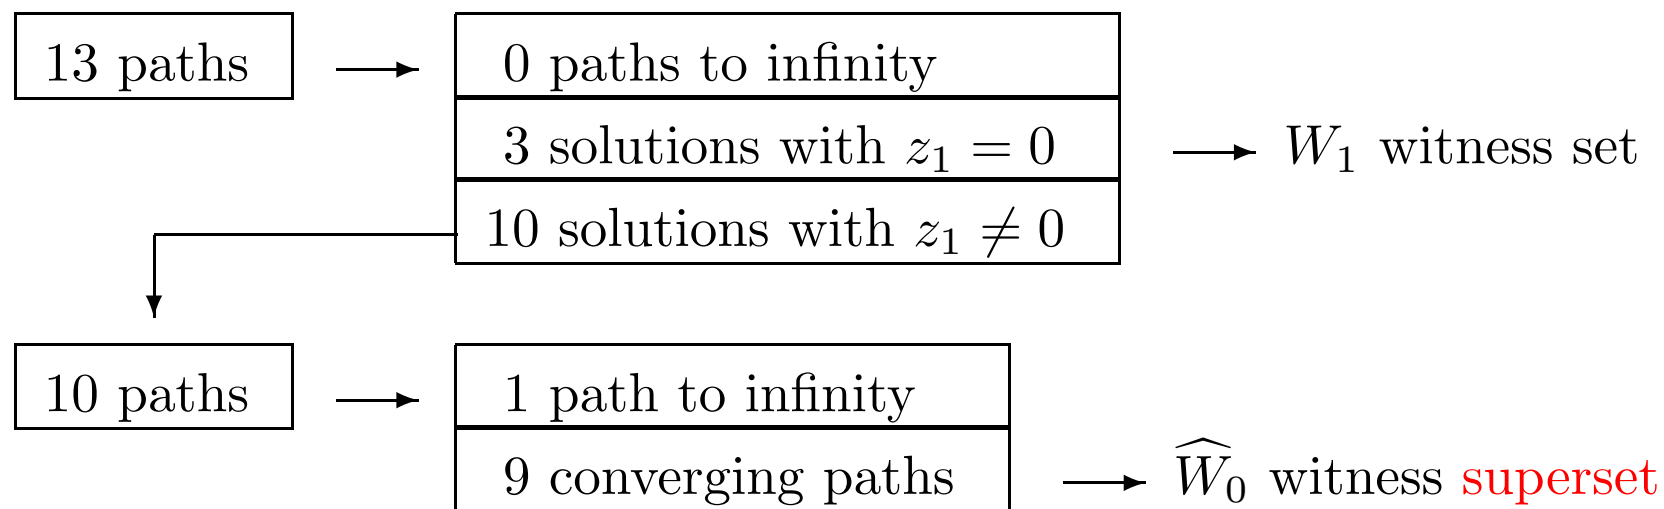 13 paths
0 paths to infinity
3 solutions with z₁ = 0
W₁ witness set
10 solutions with z₁ ≠ 0
10 paths
1 path to infinity
9 converging paths
Ŵ₀ witness superset